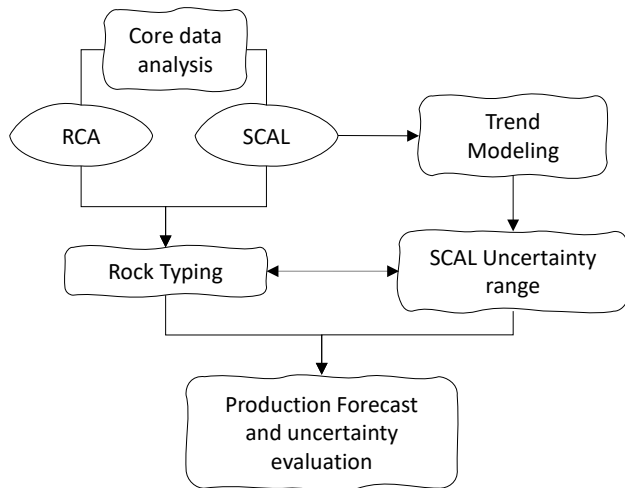 Core data
analysis
RCA
SCAL
Trend
Modeling
Rock Typing
SCAL Uncertainty
range
Production Forecast
and uncertainty
evaluation